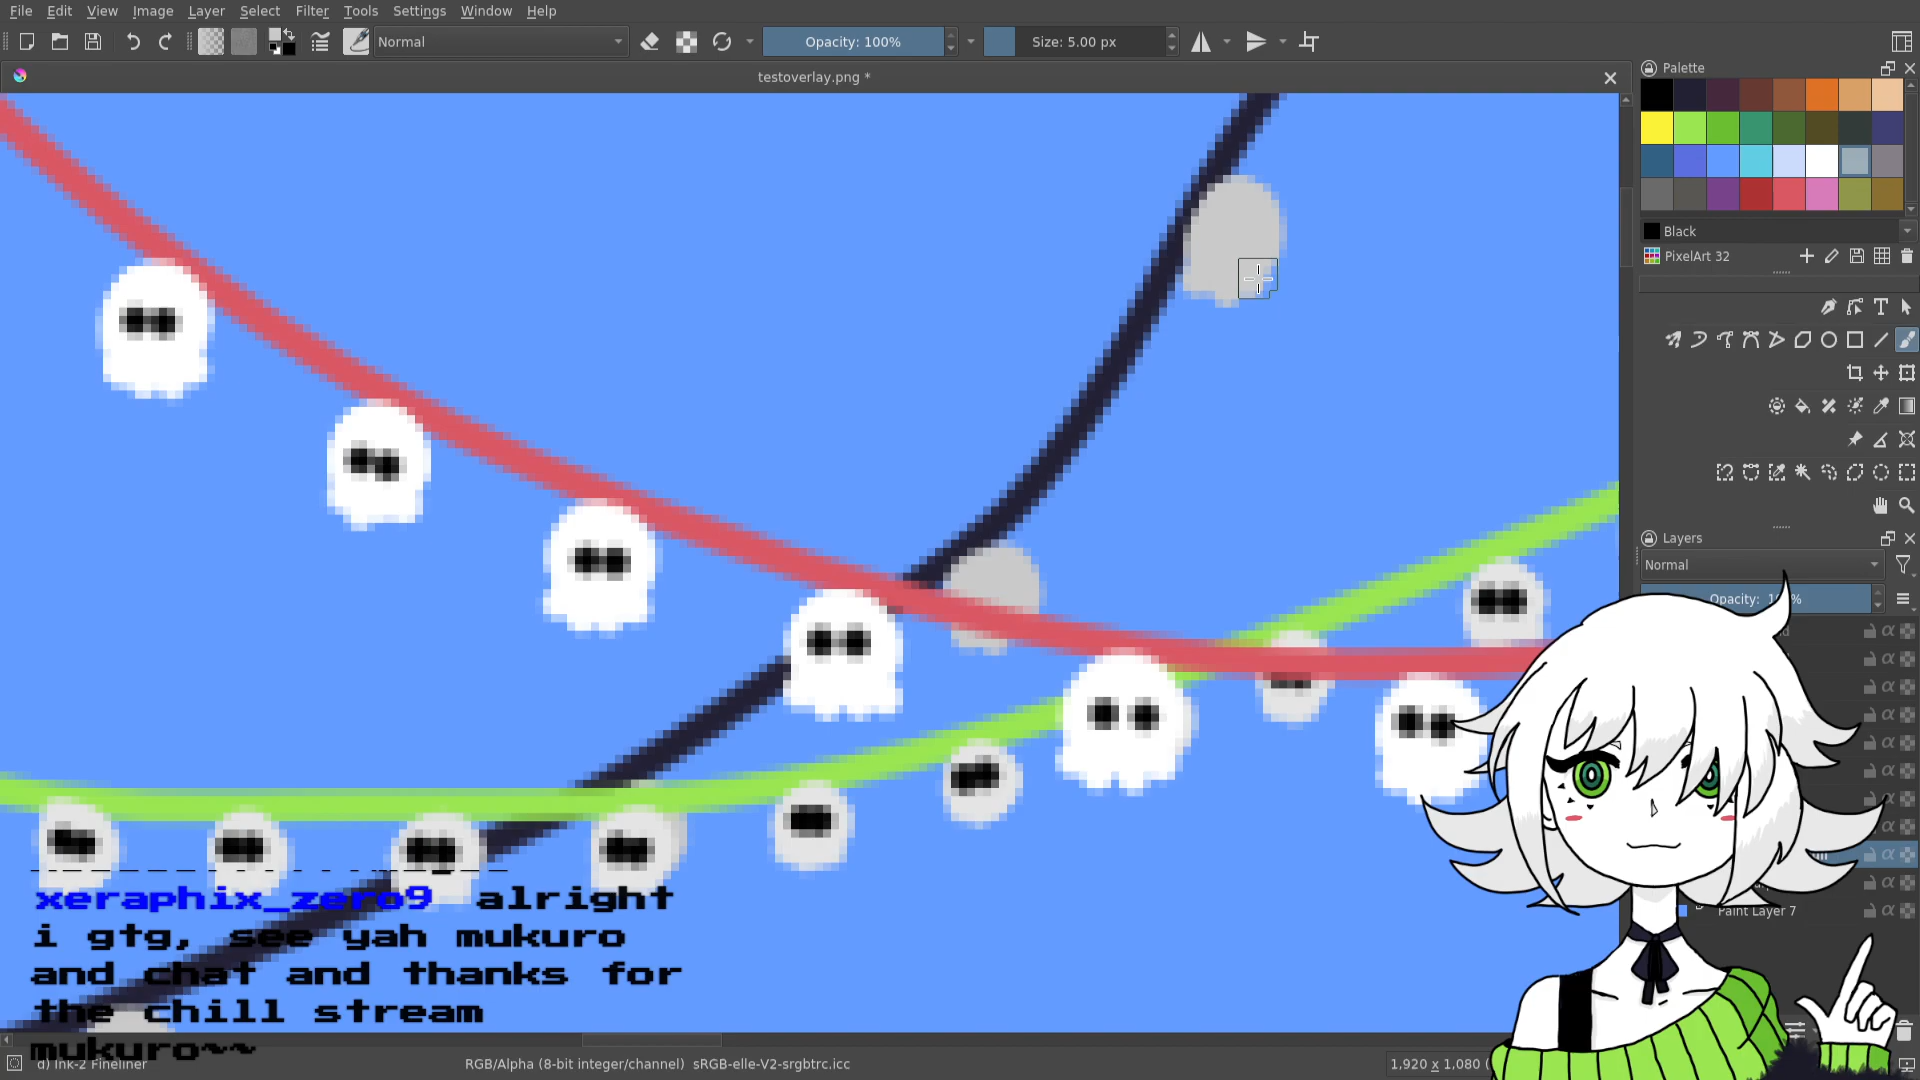 File Edit View Image Layer Select Filter Tools Settings Window Help
Normal
Opacity: 100%
Size: 5.00 px
testoverlay.png *
Palette
Black
PixelArt 32
Layers
Normal
Opacity:
Paint Layer 7
xeraphix_zero9 alright
i gtg, see yah mukuro
and chat and thanks for
the chill stream
mukuro~~
d) Ink-2 Fineliner
RGB/Alpha (8-bit integer/channel) sRGB-elle-V2-srgbtrc.icc
1,920 x 1,080 (